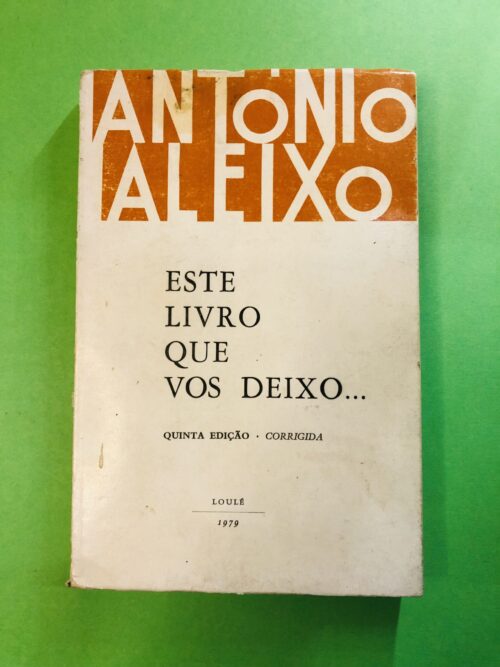 ANTÓNIO
ALEIXO
ESTE
LIVRO
QUE
VOS DEIXO...
QUINTA EDIÇÃO · CORRIGIDA
LOULÉ
1979